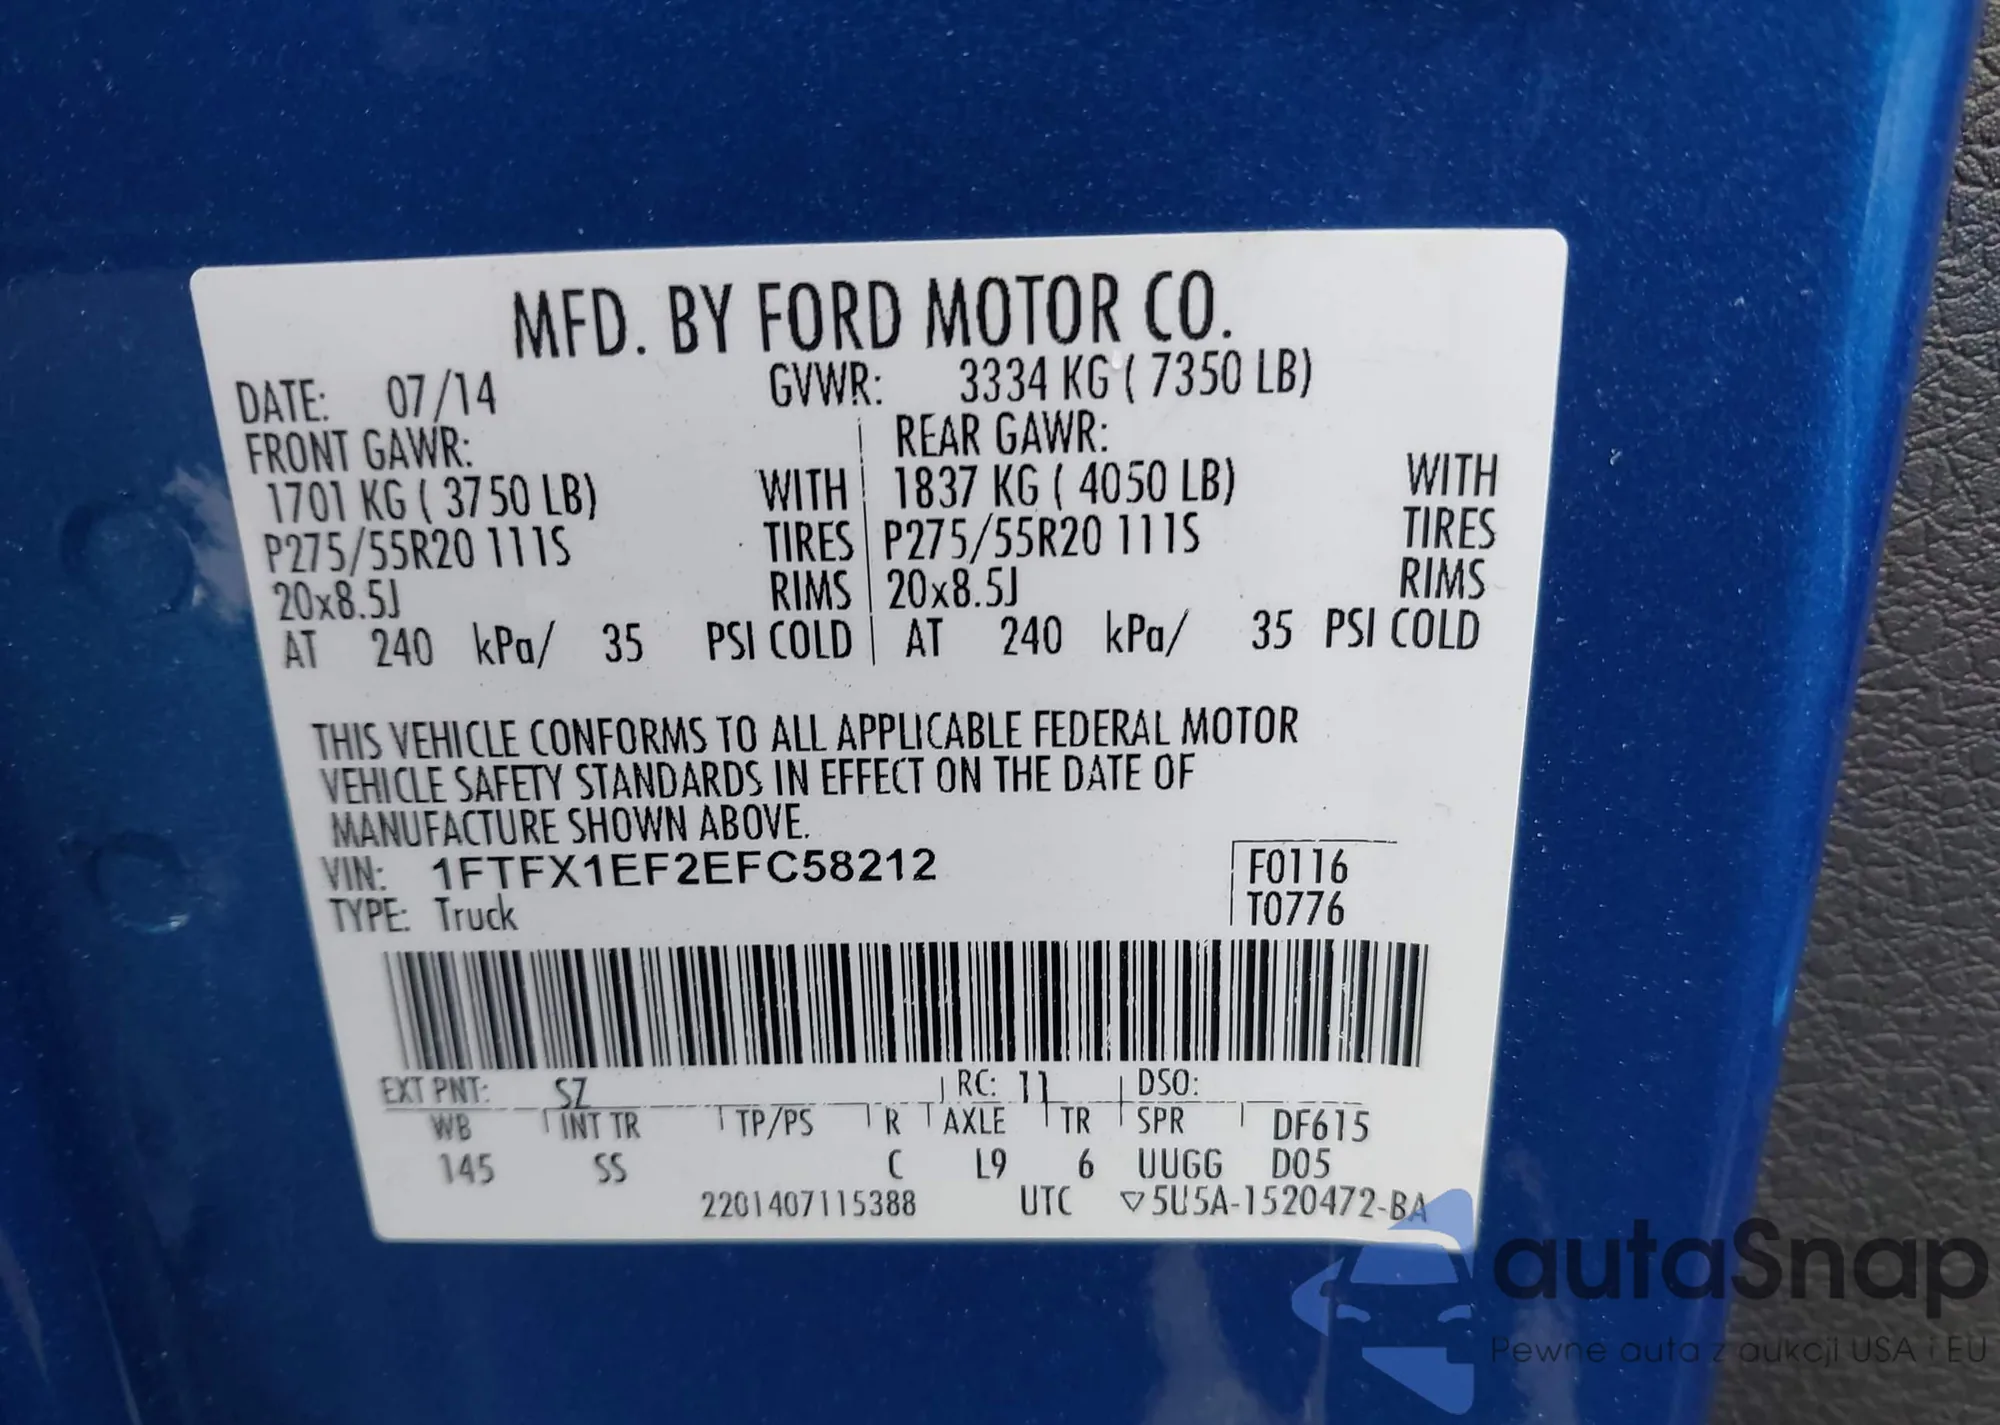 MFD. BY FORD MOTOR CO.
DATE: 07/14 GVWR: 3334 KG ( 7350 LB)
FRONT GAWR: REAR GAWR:
1701 KG ( 3750 LB) WITH 1837 KG ( 4050 LB) WITH
P275/55R20 111S TIRES P275/55R20 111S TIRES
20x8.5J RIMS 20x8.5J RIMS
AT 240 kPa/ 35 PSI COLD AT 240 kPa/ 35 PSI COLD
THIS VEHICLE CONFORMS TO ALL APPLICABLE FEDERAL MOTOR
VEHICLE SAFETY STANDARDS IN EFFECT ON THE DATE OF
MANUFACTURE SHOWN ABOVE.
VIN: 1FTFX1EF2EFC58212 F0116
TYPE: Truck T0776
EXT PNT: SZ RC: 11 DSO:
WB INT TR TP/PS R AXLE TR SPR DF615
145 SS C L9 6 UUGG D05
2201407115388 UTC ▽5U5A-1520472-BA
autaSnap
Pewne auta z aukcji USA i EU